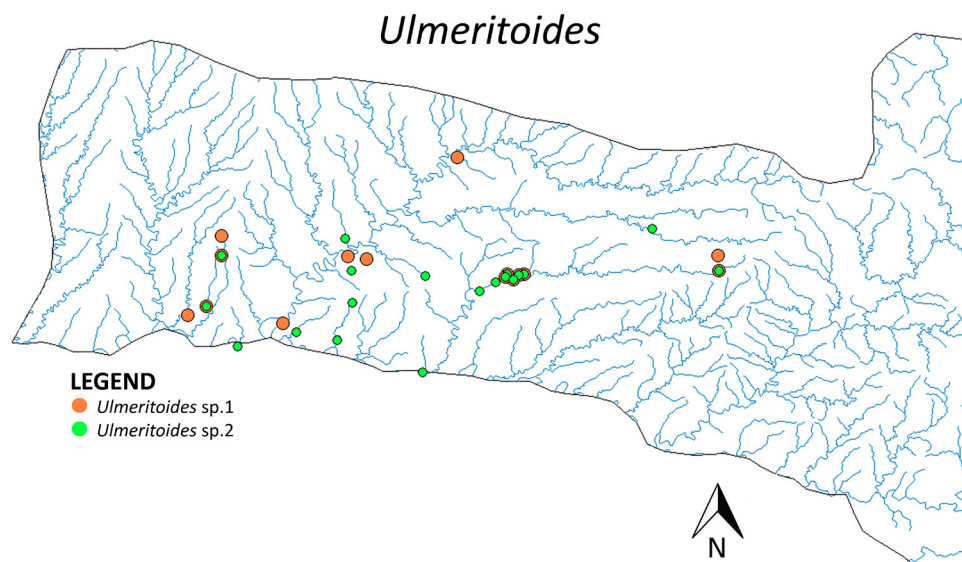 Ulmeritoides
LEGEND
Ulmeritoides sp.1
Ulmeritoides sp.2
N